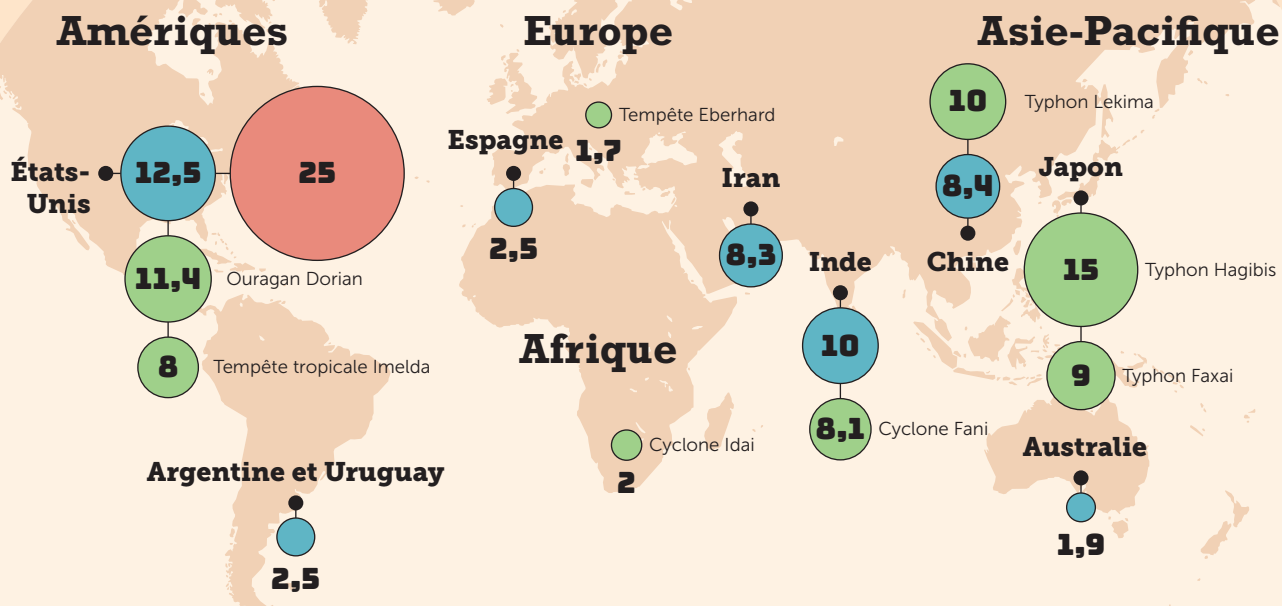 Amériques
États-
Unis
12,5
25
11,4
Ouragan Dorian
8
Tempête tropicale Imelda
Argentine et Uruguay
2,5
Europe
Tempête Eberhard
1,7
Espagne
2,5
Afrique
Cyclone Idai
2
Asie-Pacifique
Iran
8,3
Inde
10
8,1
Cyclone Fani
10
Typhon Lekima
8,4
Chine
Japon
15
Typhon Hagibis
9
Typhon Faxai
Australie
1,9